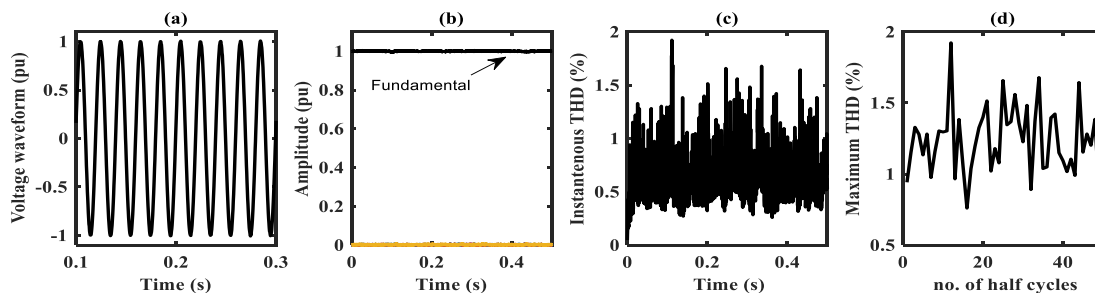 (a)
Voltage waveform (pu)
1
0.5
0
-0.5
-1
0.1
0.2
0.3
Time (s)
(b)
Amplitude (pu)
1
0.8
0.6
0.4
0.2
0
Fundamental
0
0.2
0.4
Time (s)
(c)
Instantenous THD (%)
2
1.5
1
0.5
0
0
0.2
0.4
Time (s)
(d)
Maximum THD (%)
2
1.5
1
0.5
0
20
40
no. of half cycles